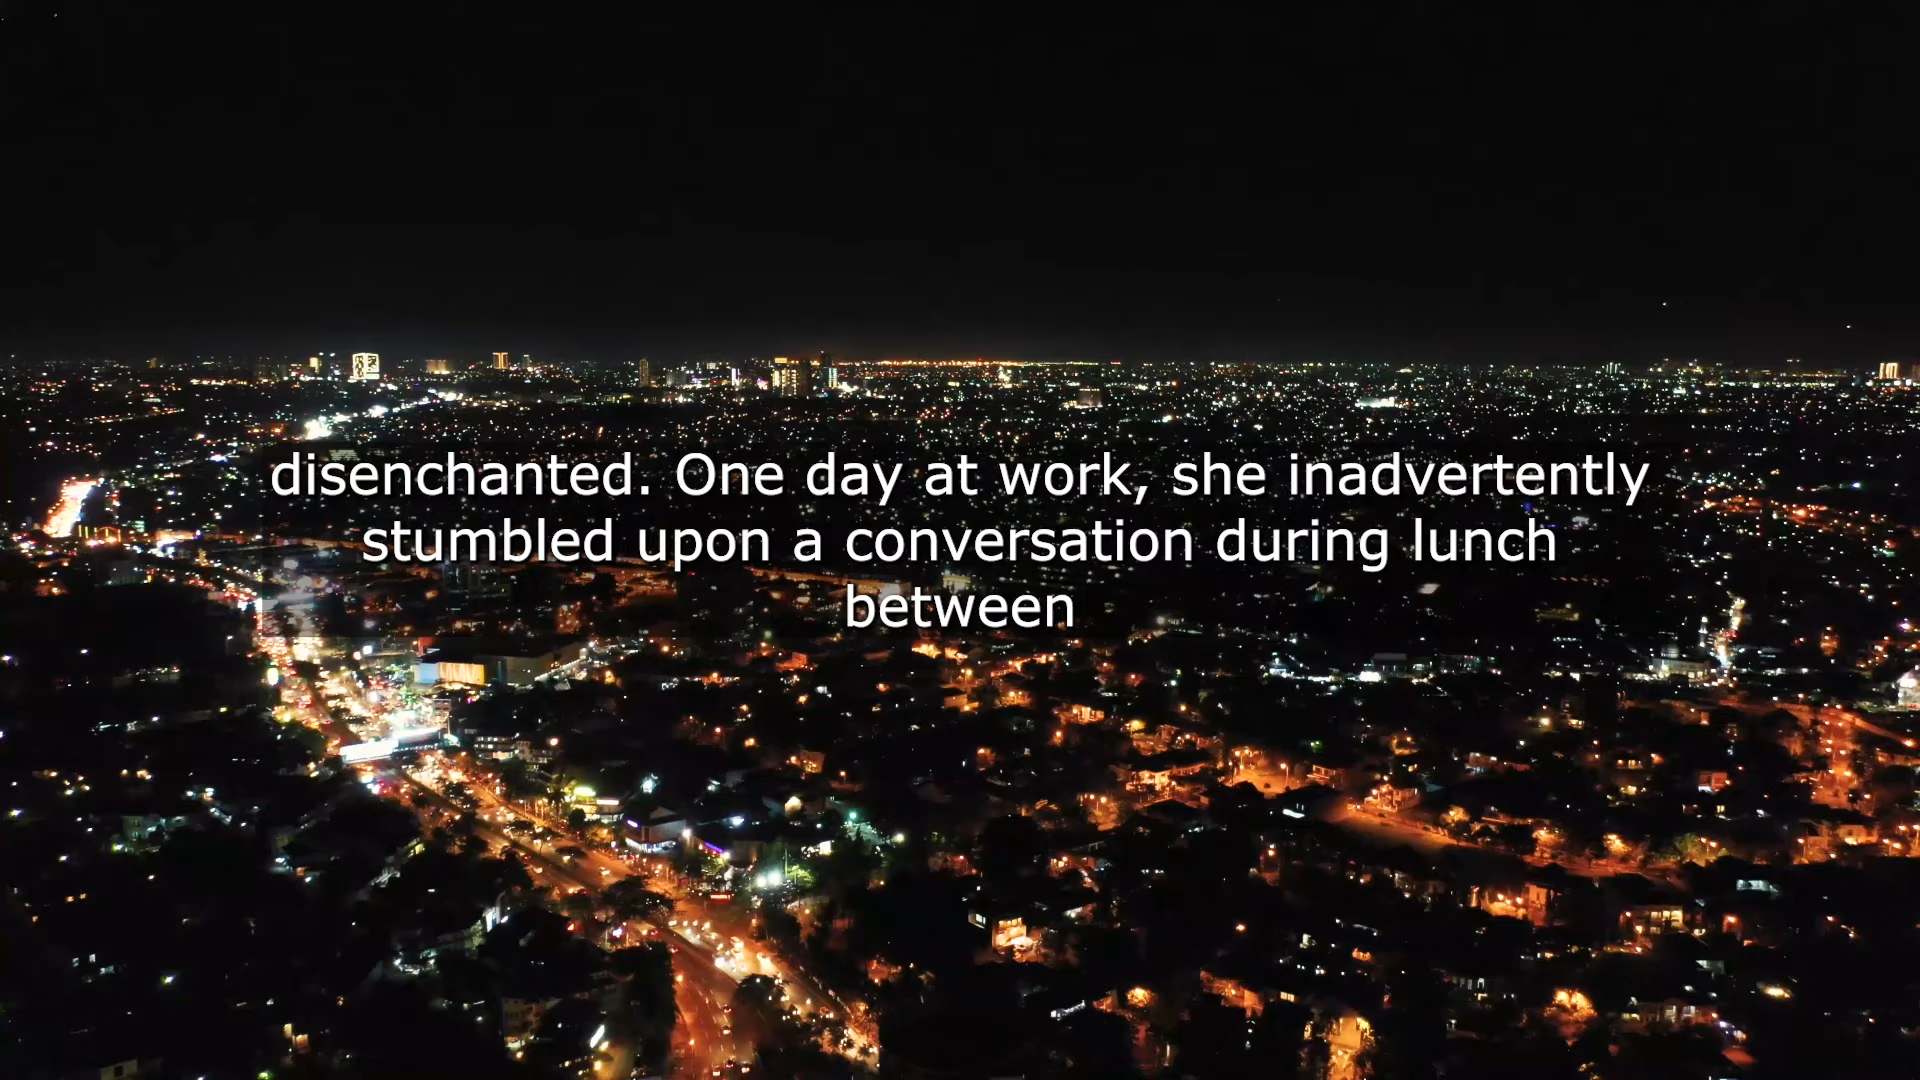 disenchanted. One day at work, she inadvertently
stumbled upon a conversation during lunch
between